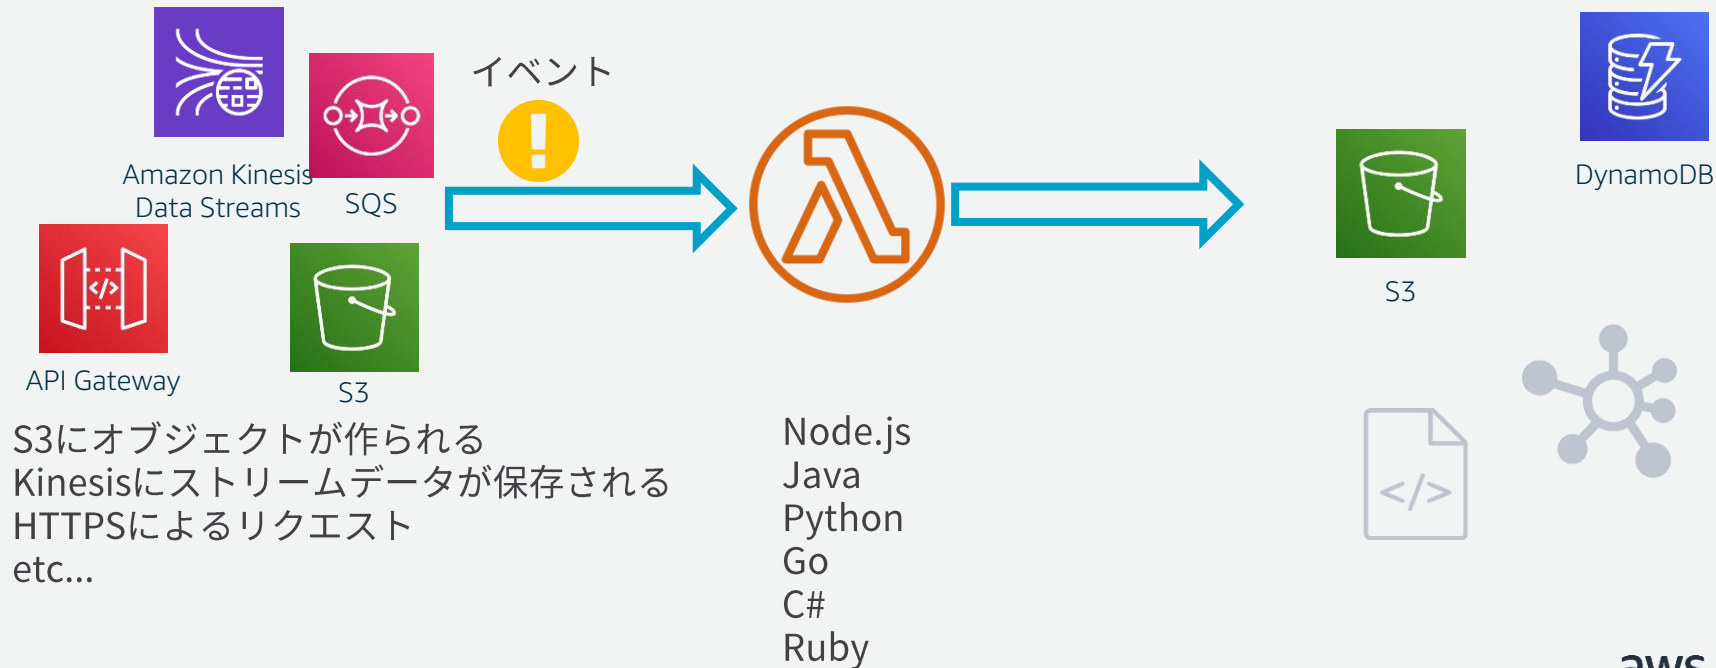 イベント
Amazon Kinesis
Data Streams
SQS
DynamoDB
S3
API Gateway
S3
</>
S3にオブジェクトが作られる
Kinesisにストリームデータが保存される
HTTPSによるリクエスト
etc...
Node.js
Java
Python
Go
C#
Ruby
</>
aws